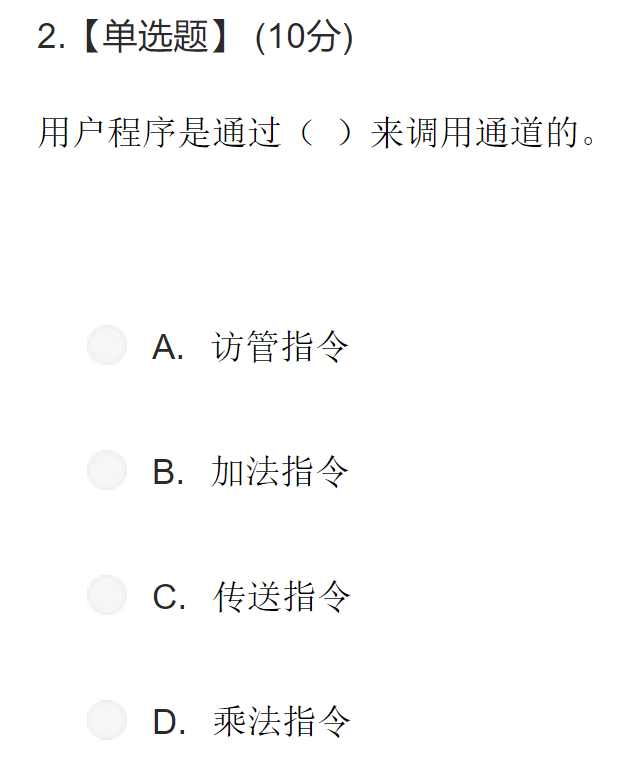 2.【单选题】 (10分)
用户程序是通过（ ）来调用通道的。
A. 访管指令
B. 加法指令
C. 传送指令
D. 乘法指令